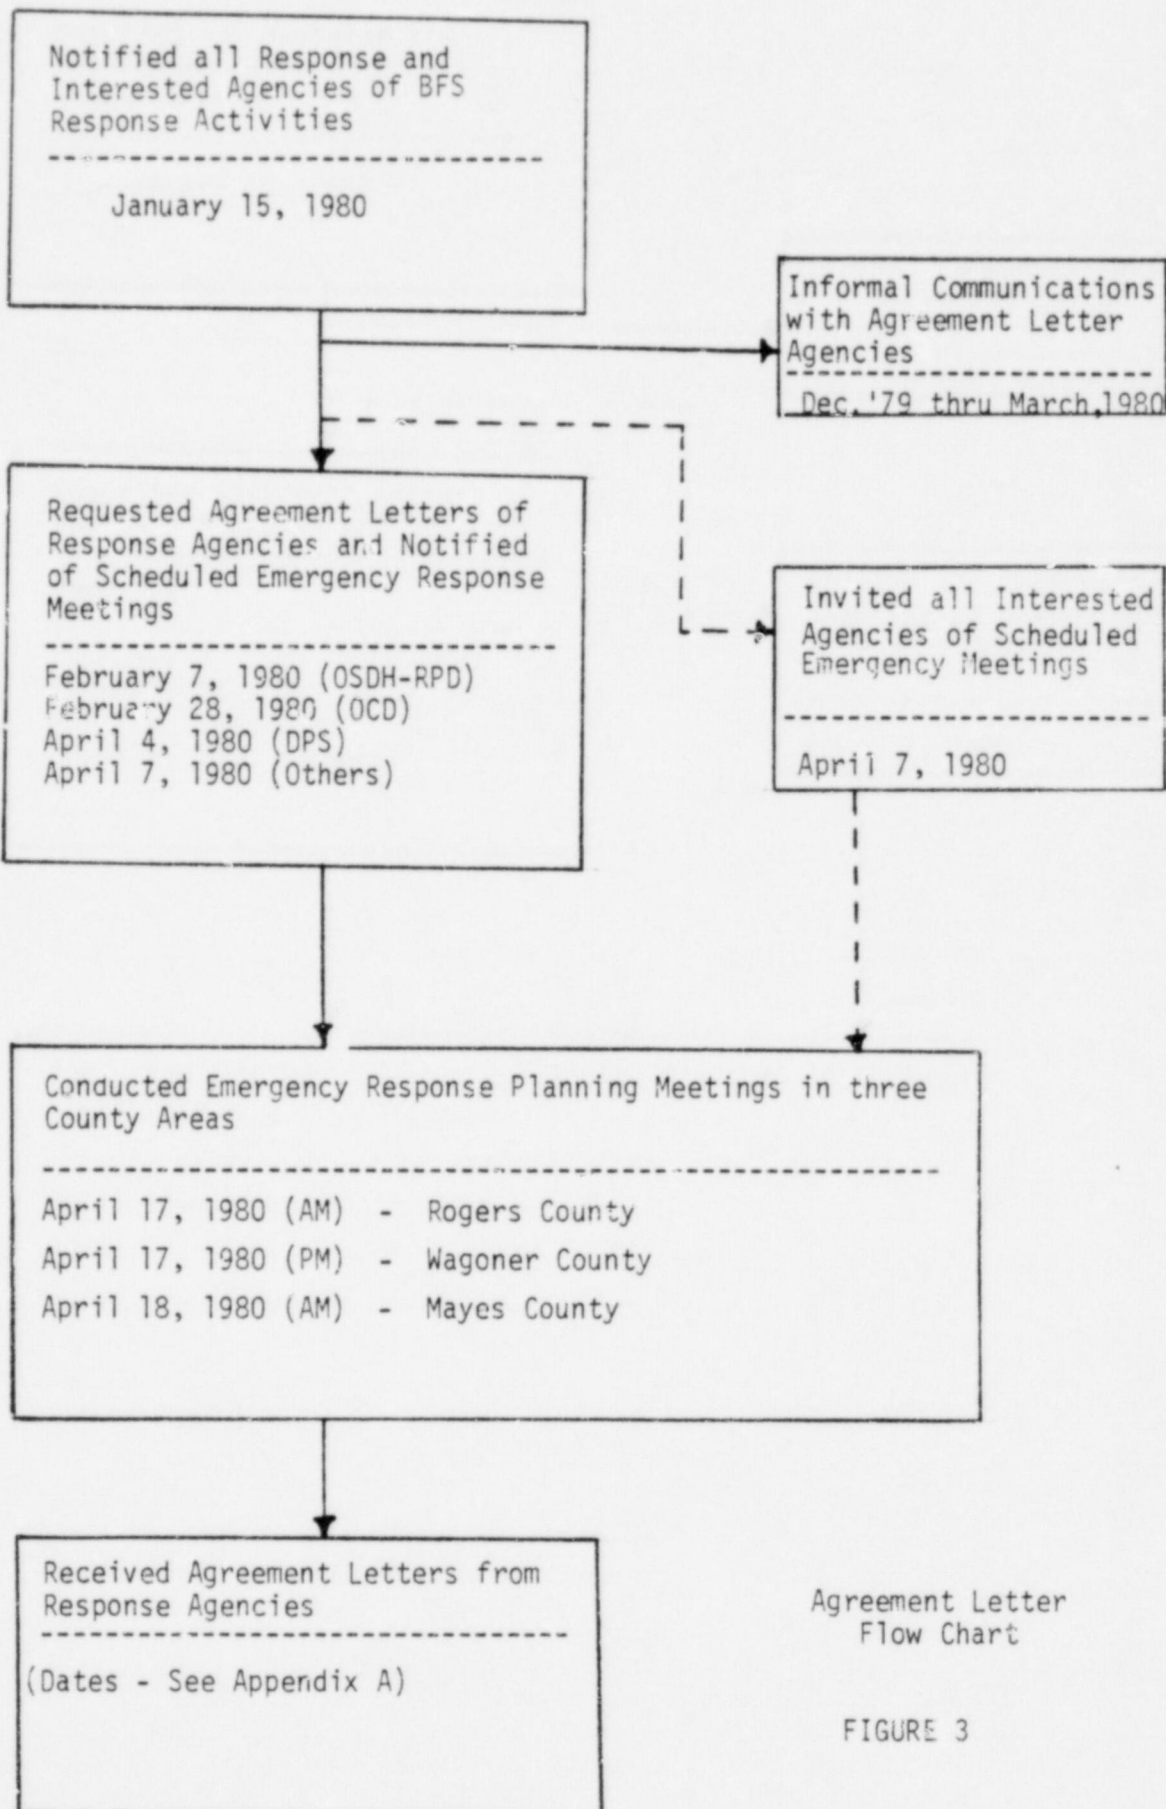 Notified all Response and
Interested Agencies of BFS
Response Activities
January 15, 1980
Informal Communications
with Agreement Letter
Agencies
Dec. '79 thru March, 1980
Requested Agreement Letters of
Response Agencies and Notified
of Scheduled Emergency Response
Meetings
February 7, 1980 (OSDH-RPD)
February 28, 1980 (OCD)
April 4, 1980 (DPS)
April 7, 1980 (Others)
Invited all Interested
Agencies of Scheduled
Emergency Meetings
April 7, 1980
Conducted Emergency Response Planning Meetings in three
County Areas
April 17, 1980 (AM) - Rogers County
April 17, 1980 (PM) - Wagoner County
April 18, 1980 (AM) - Mayes County
Received Agreement Letters from
Response Agencies
(Dates - See Appendix A)
Agreement Letter
Flow Chart
FIGURE 3